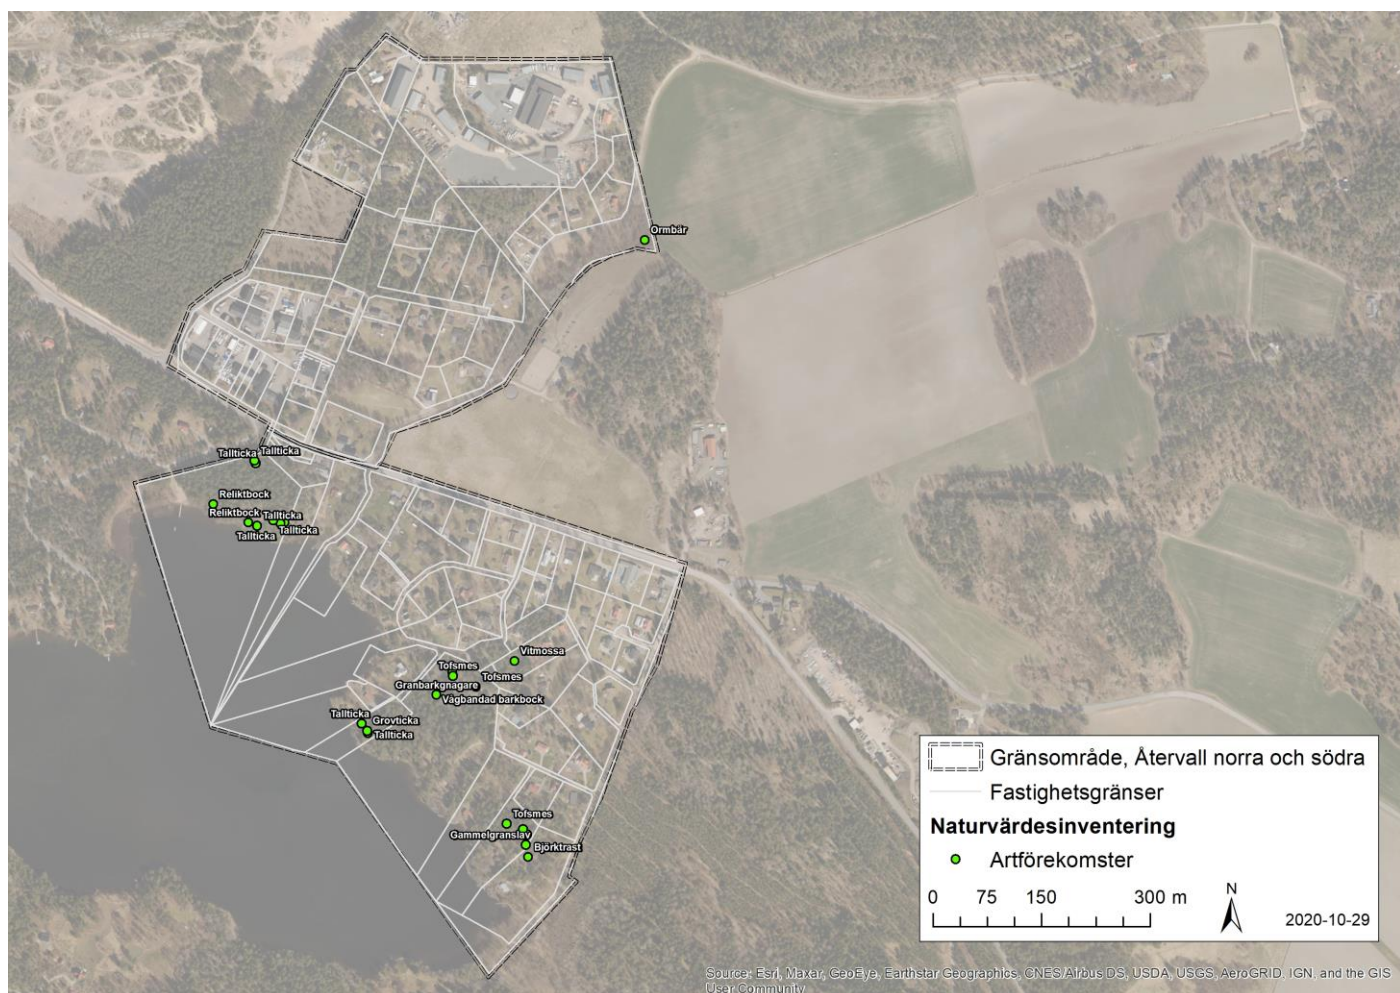 Ormbär
Tallticka
Tallticka
Reliktbock
Reliktbock
Tallticka
Tallticka
Tallticka
Vitmossa
Tofsmes
Tofsmes
Granbarkgnagare
Vågbandad barkbock
Tallticka
Grovticka
Tallticka
Tofsmes
Gammelgranslav
Björktrast
Gränsområde, Återvall norra och södra
Fastighetsgränser
Naturvärdesinventering
Artförekomster
0 75 150 300 m
N
2020-10-29
Source: Esri, Maxar, GeoEye, Earthstar Geographics, CNES/Airbus DS, USDA, USGS, AeroGRID, IGN, and the GIS
User Community